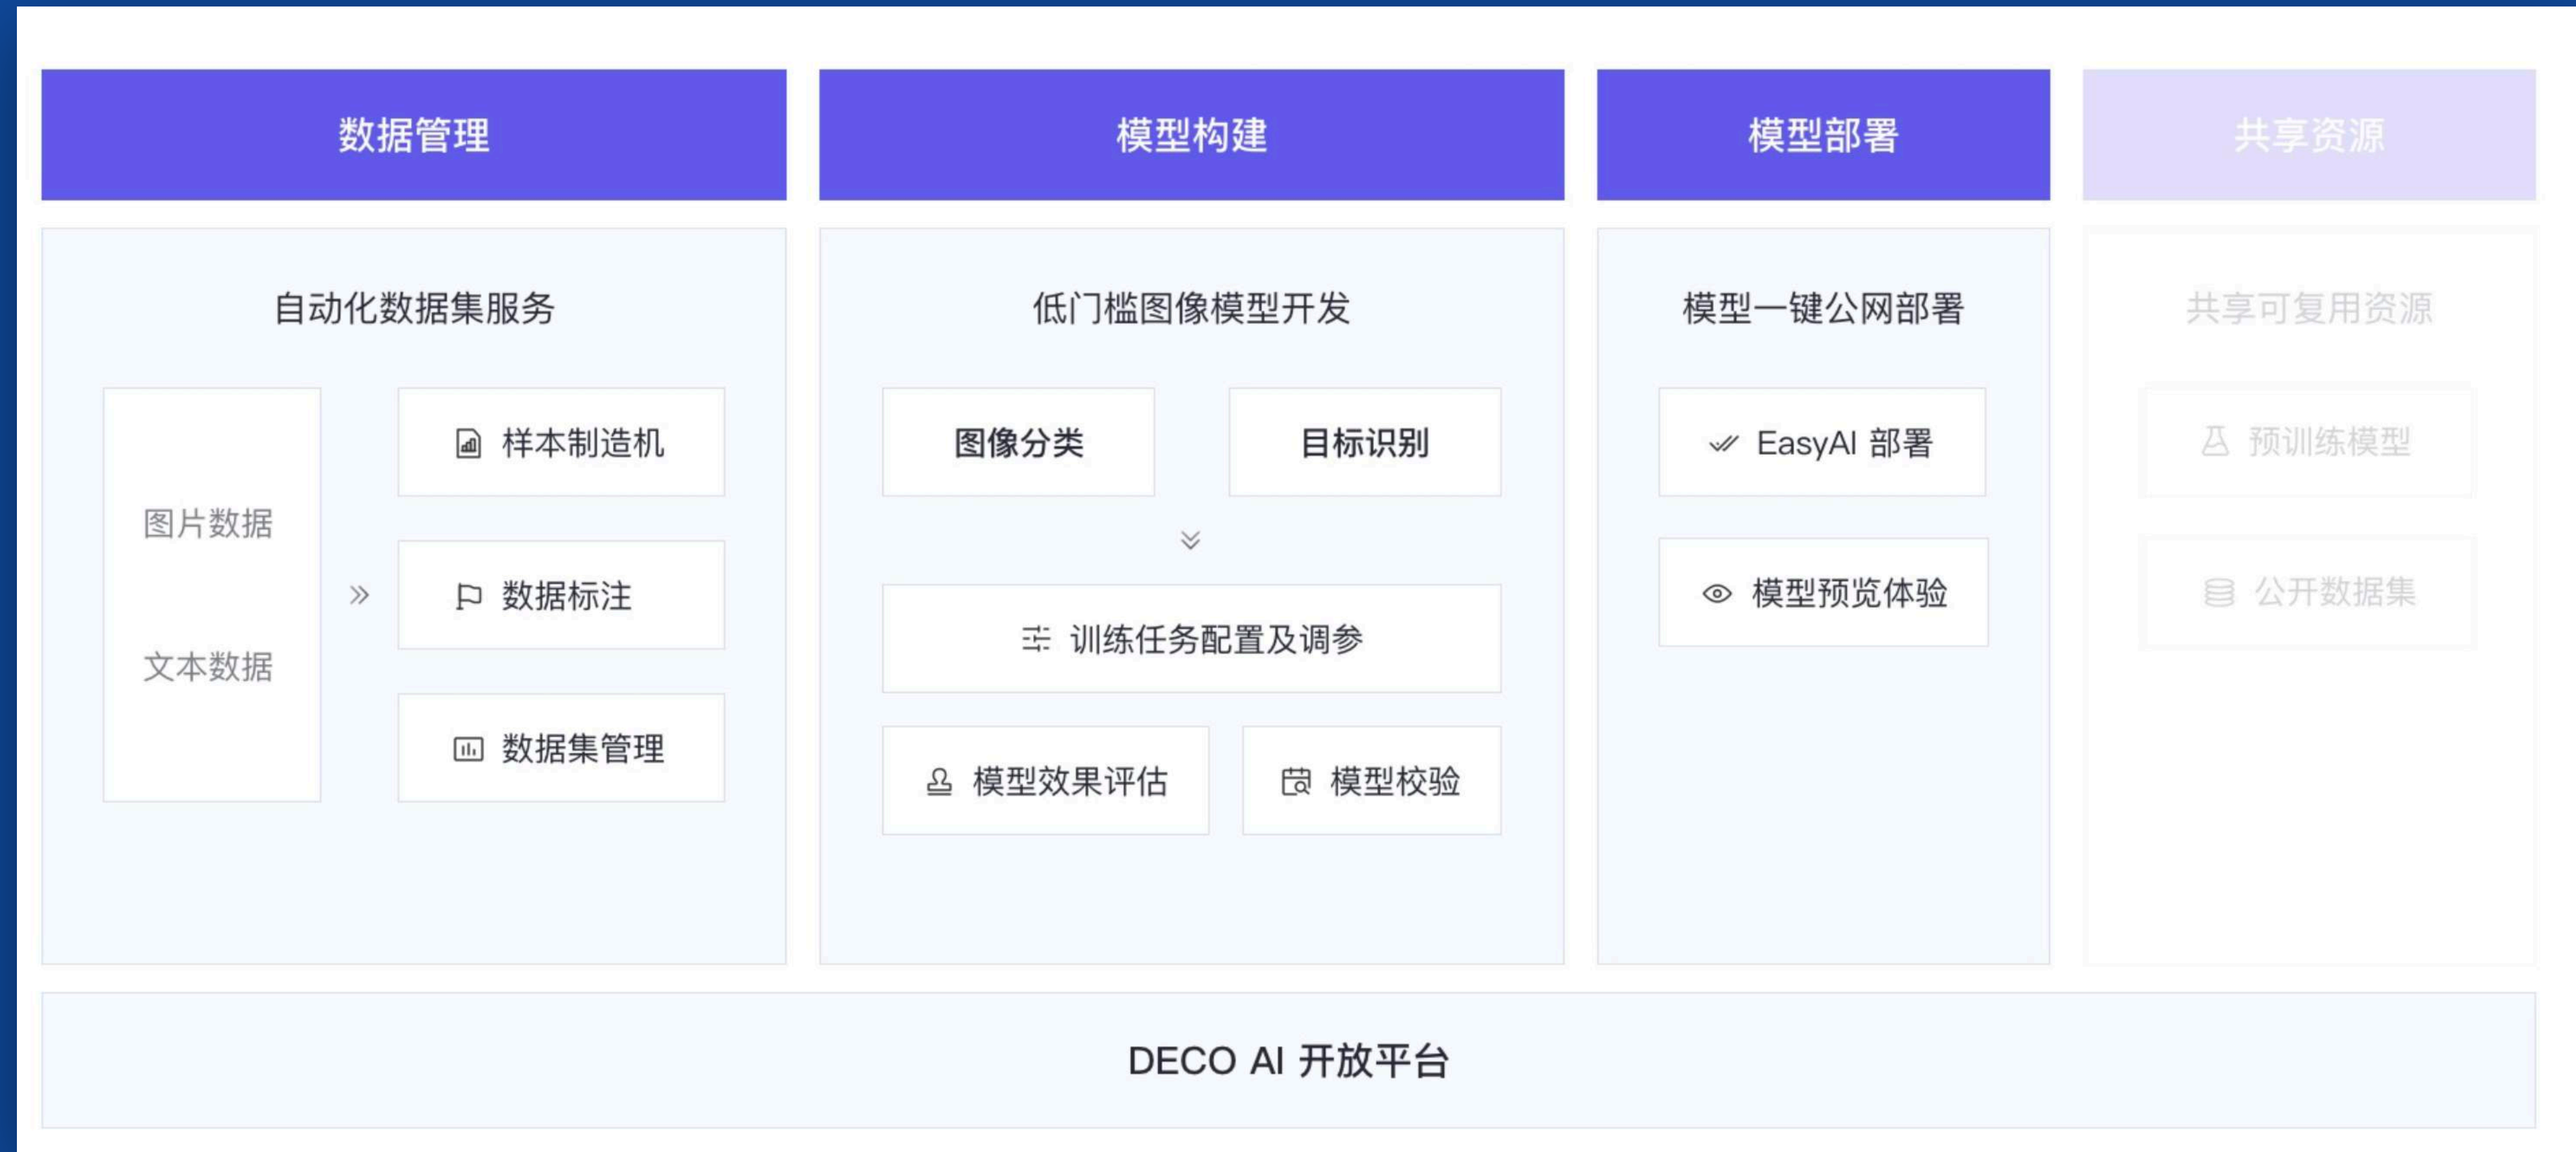 数据管理
模型构建
模型部署
共享资源
自动化数据集服务
图片数据
文本数据
样本制造机
数据标注
数据集管理
低门槛图像模型开发
图像分类
目标识别
训练任务配置及调参
模型效果评估
模型校验
模型一键公网部署
EasyAI 部署
模型预览体验
共享可复用资源
预训练模型
公开数据集
DECO AI 开放平台